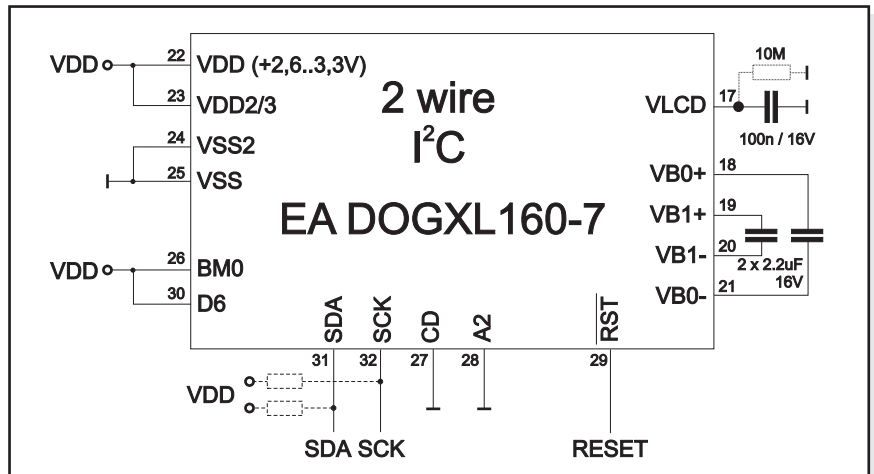 VDD
22
VDD (+2,6..3,3V)
23
VDD2/3
24
VSS2
25
VSS
VDD
26
BM0
30
D6
2 wire
I²C
EA DOGXL160-7
10M
VLCD
17
100n / 16V
VB0+
18
VB1+
19
VB1-
20
2 x 2.2uF
16V
VB0-
21
SDA
SCK
CD
A2
RST
31
32
27
28
29
VDD
SDA SCK
RESET